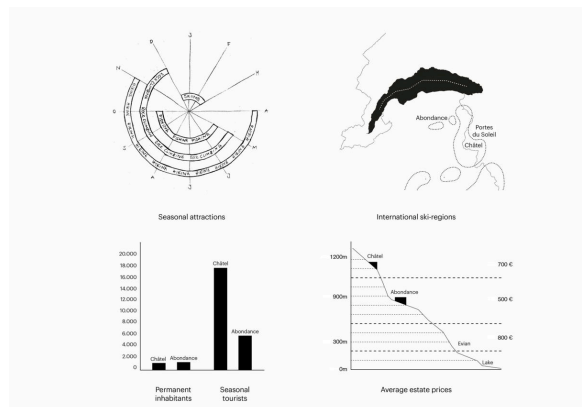 J
F
M
A
M
J
J
A
S
O
N
D
SKIING
Seasonal attractions
Abondance
Portes
du Soleil
Châtel
International ski-regions
20.000
18.000
16.000
14.000
12.000
10.000
8.000
6.000
4.000
2.000
0
Châtel
Abondance
Châtel
Abondance
Permanent
inhabitants
Seasonal
tourists
1200m
900m
300m
0m
Châtel
Abondance
Evian
Lake
700 €
500 €
800 €
Average estate prices